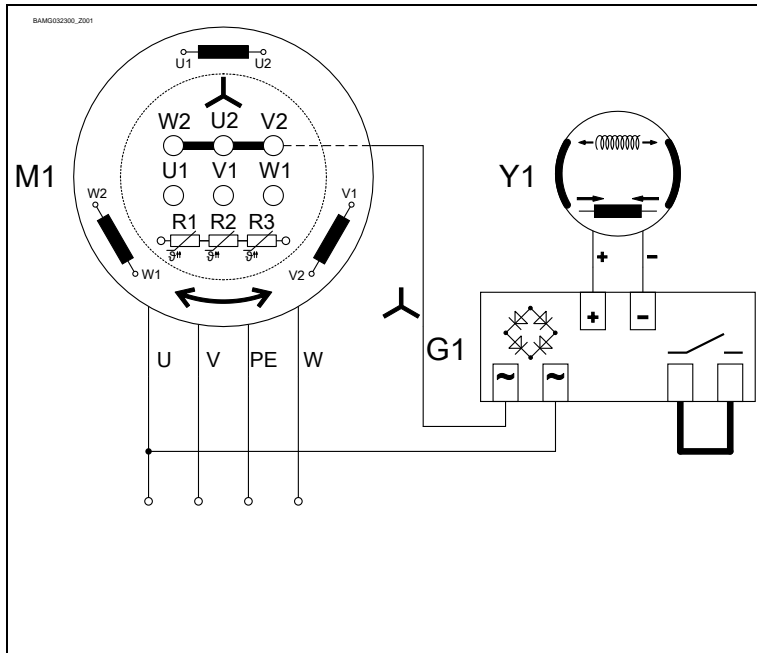 BAMG032300_Z001
U1 U2
W2 U2 V2
M1
U1 V1 W1
Y1
W2
V1
R1 R2 R3
ϑ ϑ ϑ
W1
V2
+ −
+ −
G1
U V PE W
~ ~